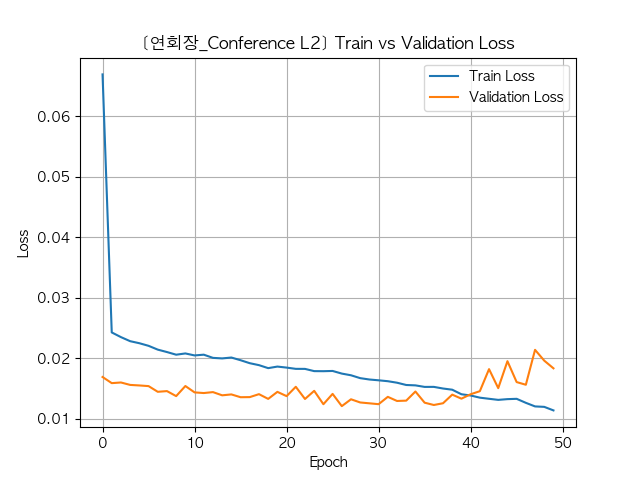 [연회장_Conference L2] Train vs Validation Loss
Train Loss
Validation Loss
Loss
0.06
0.05
0.04
0.03
0.02
0.01
0 10 20 30 40 50
Epoch